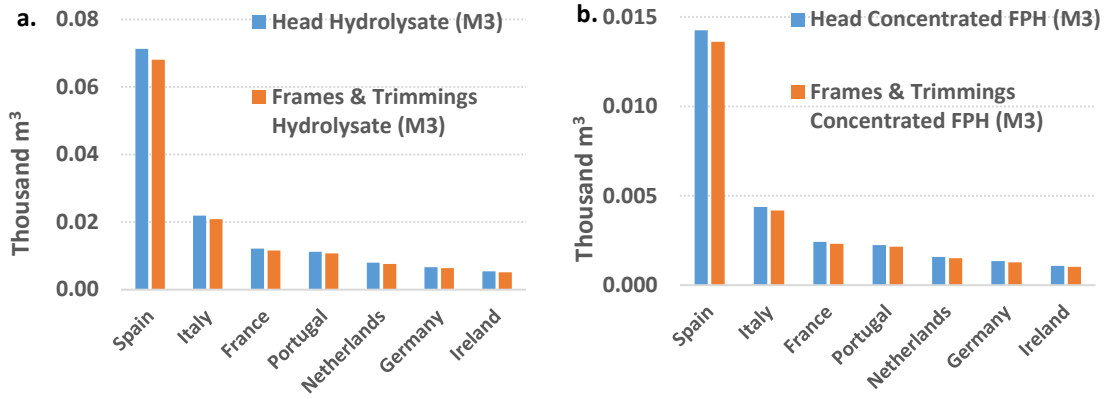 a.
Head Hydrolysate (M3)
Frames & Trimmings
Hydrolysate (M3)
Thousand m³
0.08
0.06
0.04
0.02
0.00
Spain
Italy
France
Portugal
Netherlands
Germany
Ireland
b.
Head Concentrated FPH (M3)
Frames & Trimmings
Concentrated FPH (M3)
Thousand m³
0.015
0.010
0.005
0.000
Spain
Italy
France
Portugal
Netherlands
Germany
Ireland